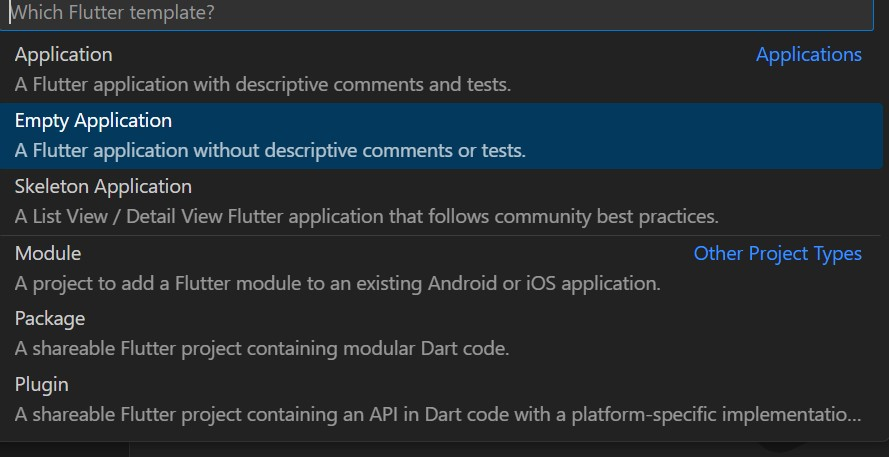 Which Flutter template?
Application Applications
A Flutter application with descriptive comments and tests.
Empty Application
A Flutter application without descriptive comments or tests.
Skeleton Application
A List View / Detail View Flutter application that follows community best practices.
Module Other Project Types
A project to add a Flutter module to an existing Android or iOS application.
Package
A shareable Flutter project containing modular Dart code.
Plugin
A shareable Flutter project containing an API in Dart code with a platform-specific implementatio...